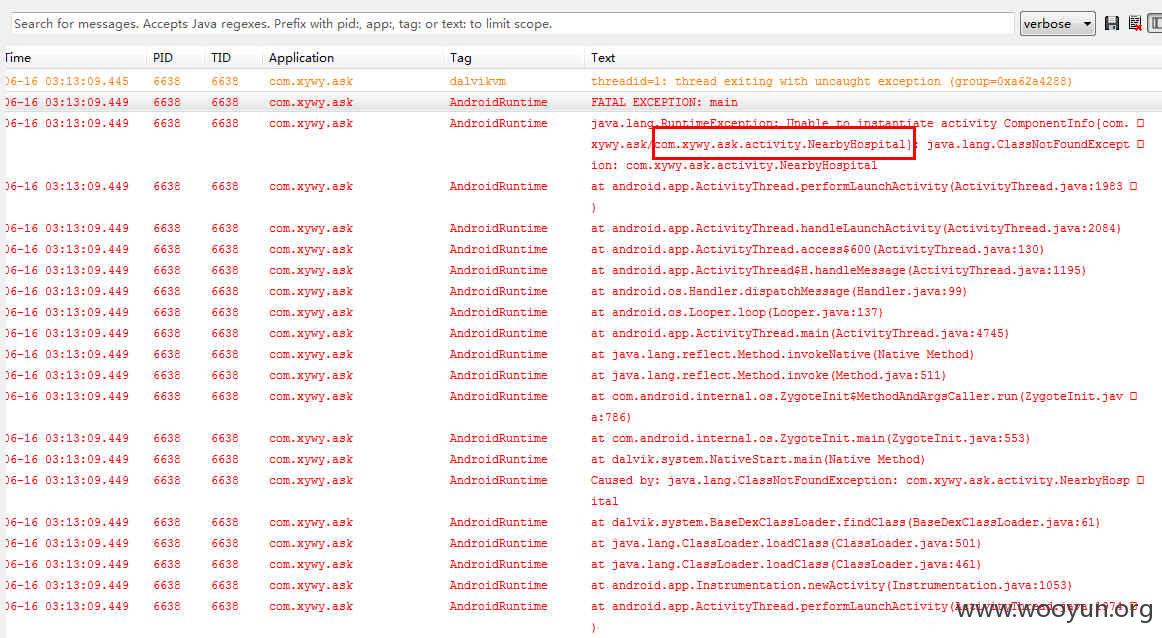 Search for messages. Accepts Java regexes. Prefix with pid:, app:, tag: or text: to limit scope.
verbose
Time PID TID Application Tag Text
06-16 03:13:09.445 6638 6638 com.xywy.ask dalvikvm threadid=1: thread exiting with uncaught exception (group=0xa62a4288)
06-16 03:13:09.449 6638 6638 com.xywy.ask AndroidRuntime FATAL EXCEPTION: main
06-16 03:13:09.449 6638 6638 com.xywy.ask AndroidRuntime java.lang.RuntimeException: Unable to instantiate activity ComponentInfo{com.
xywy.ask/com.xywy.ask.activity.NearbyHospital}: java.lang.ClassNotFoundExcept
ion: com.xywy.ask.activity.NearbyHospital
06-16 03:13:09.449 6638 6638 com.xywy.ask AndroidRuntime at android.app.ActivityThread.performLaunchActivity(ActivityThread.java:1983
)
06-16 03:13:09.449 6638 6638 com.xywy.ask AndroidRuntime at android.app.ActivityThread.handleLaunchActivity(ActivityThread.java:2084)
06-16 03:13:09.449 6638 6638 com.xywy.ask AndroidRuntime at android.app.ActivityThread.access$600(ActivityThread.java:130)
06-16 03:13:09.449 6638 6638 com.xywy.ask AndroidRuntime at android.app.ActivityThread$H.handleMessage(ActivityThread.java:1195)
06-16 03:13:09.449 6638 6638 com.xywy.ask AndroidRuntime at android.os.Handler.dispatchMessage(Handler.java:99)
06-16 03:13:09.449 6638 6638 com.xywy.ask AndroidRuntime at android.os.Looper.loop(Looper.java:137)
06-16 03:13:09.449 6638 6638 com.xywy.ask AndroidRuntime at android.app.ActivityThread.main(ActivityThread.java:4745)
06-16 03:13:09.449 6638 6638 com.xywy.ask AndroidRuntime at java.lang.reflect.Method.invokeNative(Native Method)
06-16 03:13:09.449 6638 6638 com.xywy.ask AndroidRuntime at java.lang.reflect.Method.invoke(Method.java:511)
06-16 03:13:09.449 6638 6638 com.xywy.ask AndroidRuntime at com.android.internal.os.ZygoteInit$MethodAndArgsCaller.run(ZygoteInit.jav
a:786)
06-16 03:13:09.449 6638 6638 com.xywy.ask AndroidRuntime at com.android.internal.os.ZygoteInit.main(ZygoteInit.java:553)
06-16 03:13:09.449 6638 6638 com.xywy.ask AndroidRuntime at dalvik.system.NativeStart.main(Native Method)
06-16 03:13:09.449 6638 6638 com.xywy.ask AndroidRuntime Caused by: java.lang.ClassNotFoundException: com.xywy.ask.activity.NearbyHosp
ital
06-16 03:13:09.449 6638 6638 com.xywy.ask AndroidRuntime at dalvik.system.BaseDexClassLoader.findClass(BaseDexClassLoader.java:61)
06-16 03:13:09.449 6638 6638 com.xywy.ask AndroidRuntime at java.lang.ClassLoader.loadClass(ClassLoader.java:501)
06-16 03:13:09.449 6638 6638 com.xywy.ask AndroidRuntime at java.lang.ClassLoader.loadClass(ClassLoader.java:461)
06-16 03:13:09.449 6638 6638 com.xywy.ask AndroidRuntime at android.app.Instrumentation.newActivity(Instrumentation.java:1053)
06-16 03:13:09.449 6638 6638 com.xywy.ask AndroidRuntime at android.app.ActivityThread.performLaunchActivity(ActivityThread.java:1974
)
www.wooyun.org